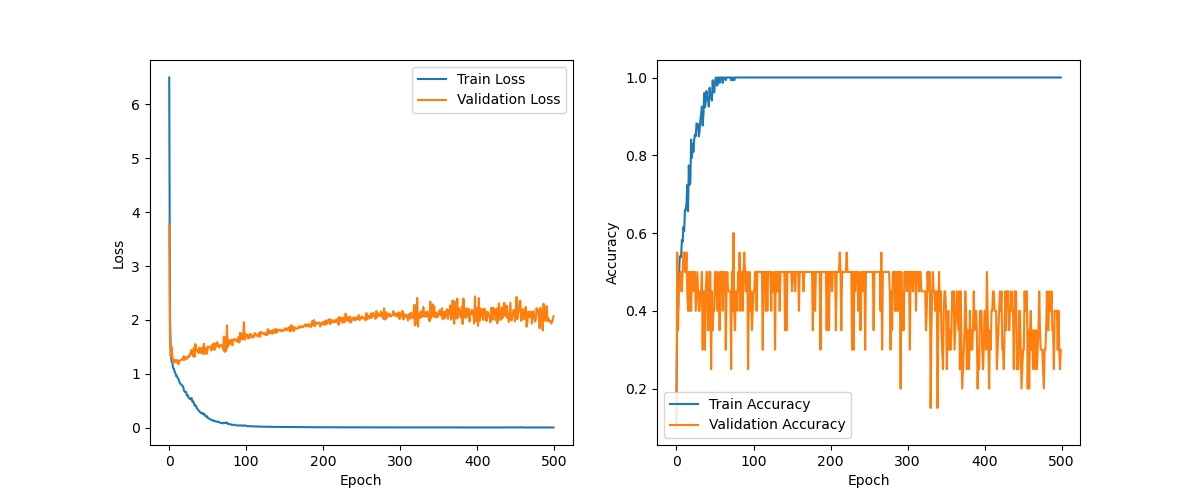 Train Loss
Validation Loss
6
5
4
3
2
1
0
Loss
0 100 200 300 400 500
Epoch
1.0
0.8
0.6
0.4
0.2
Accuracy
Train Accuracy
Validation Accuracy
0 100 200 300 400 500
Epoch